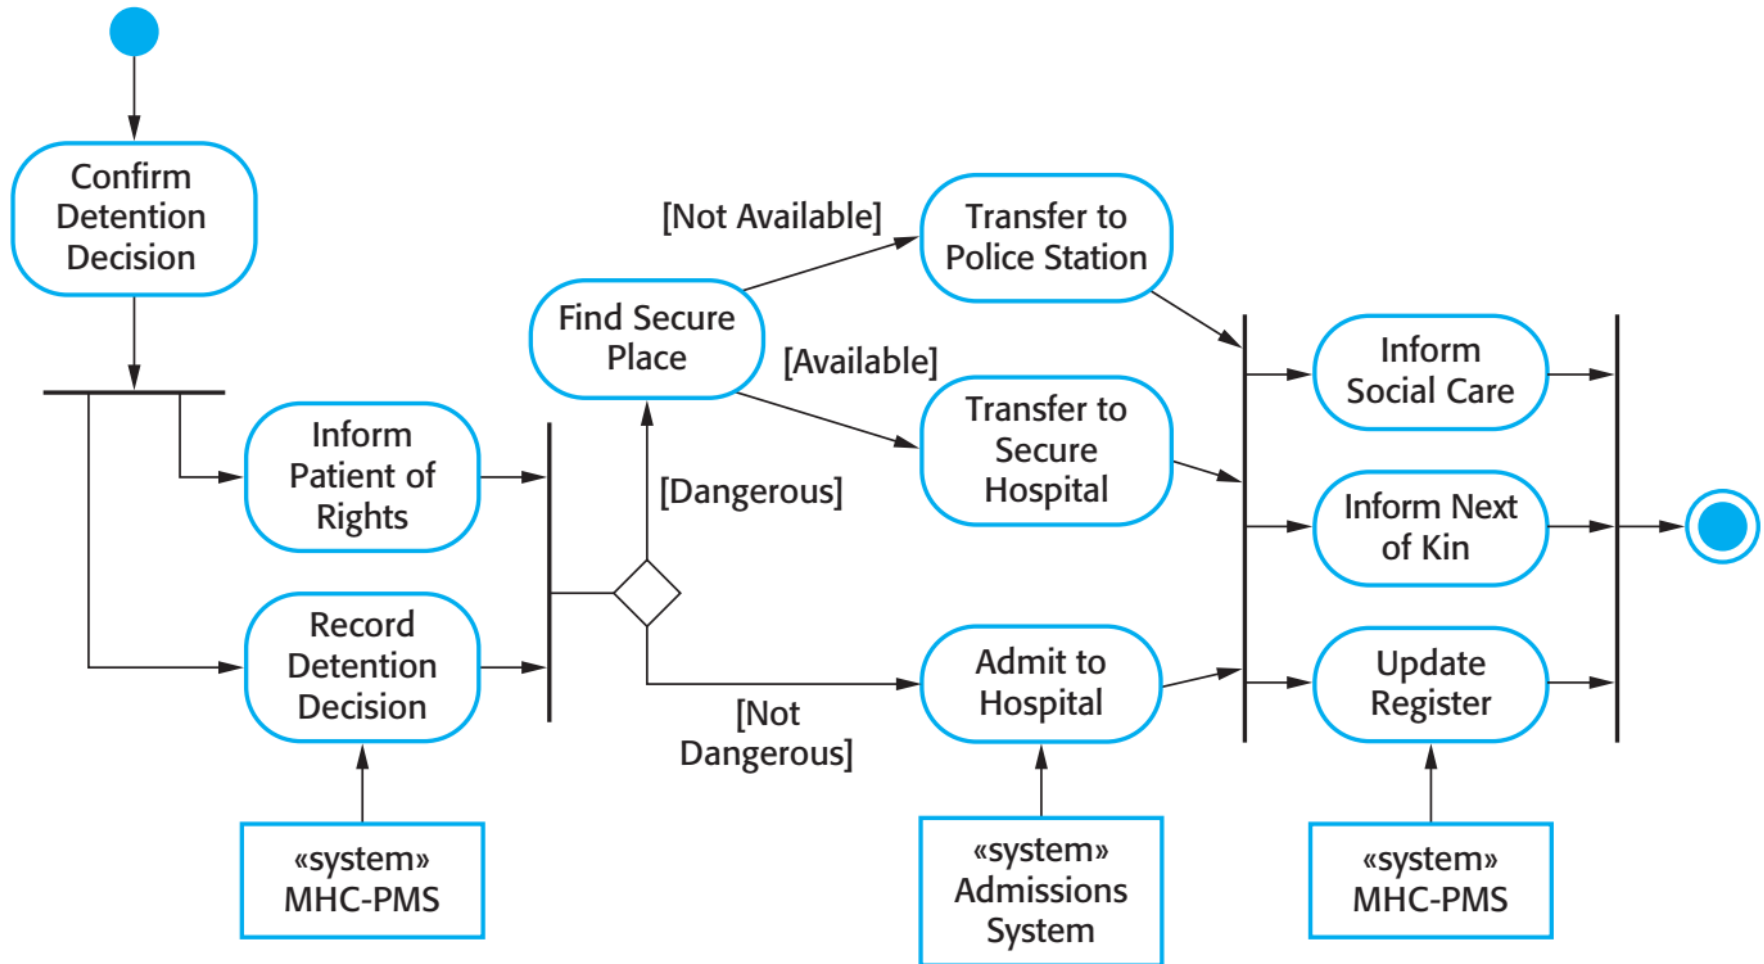 Confirm
Detention
Decision
Inform
Patient of
Rights
Record
Detention
Decision
«system»
MHC-PMS
Find Secure
Place
[Not Available]
[Available]
[Dangerous]
[Not
Dangerous]
Transfer to
Police Station
Transfer to
Secure
Hospital
Admit to
Hospital
«system»
Admissions
System
Inform
Social Care
Inform Next
of Kin
Update
Register
«system»
MHC-PMS